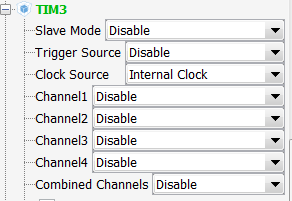 TIM3
Slave Mode Disable
Trigger Source Disable
Clock Source Internal Clock
Channel1 Disable
Channel2 Disable
Channel3 Disable
Channel4 Disable
Combined Channels Disable